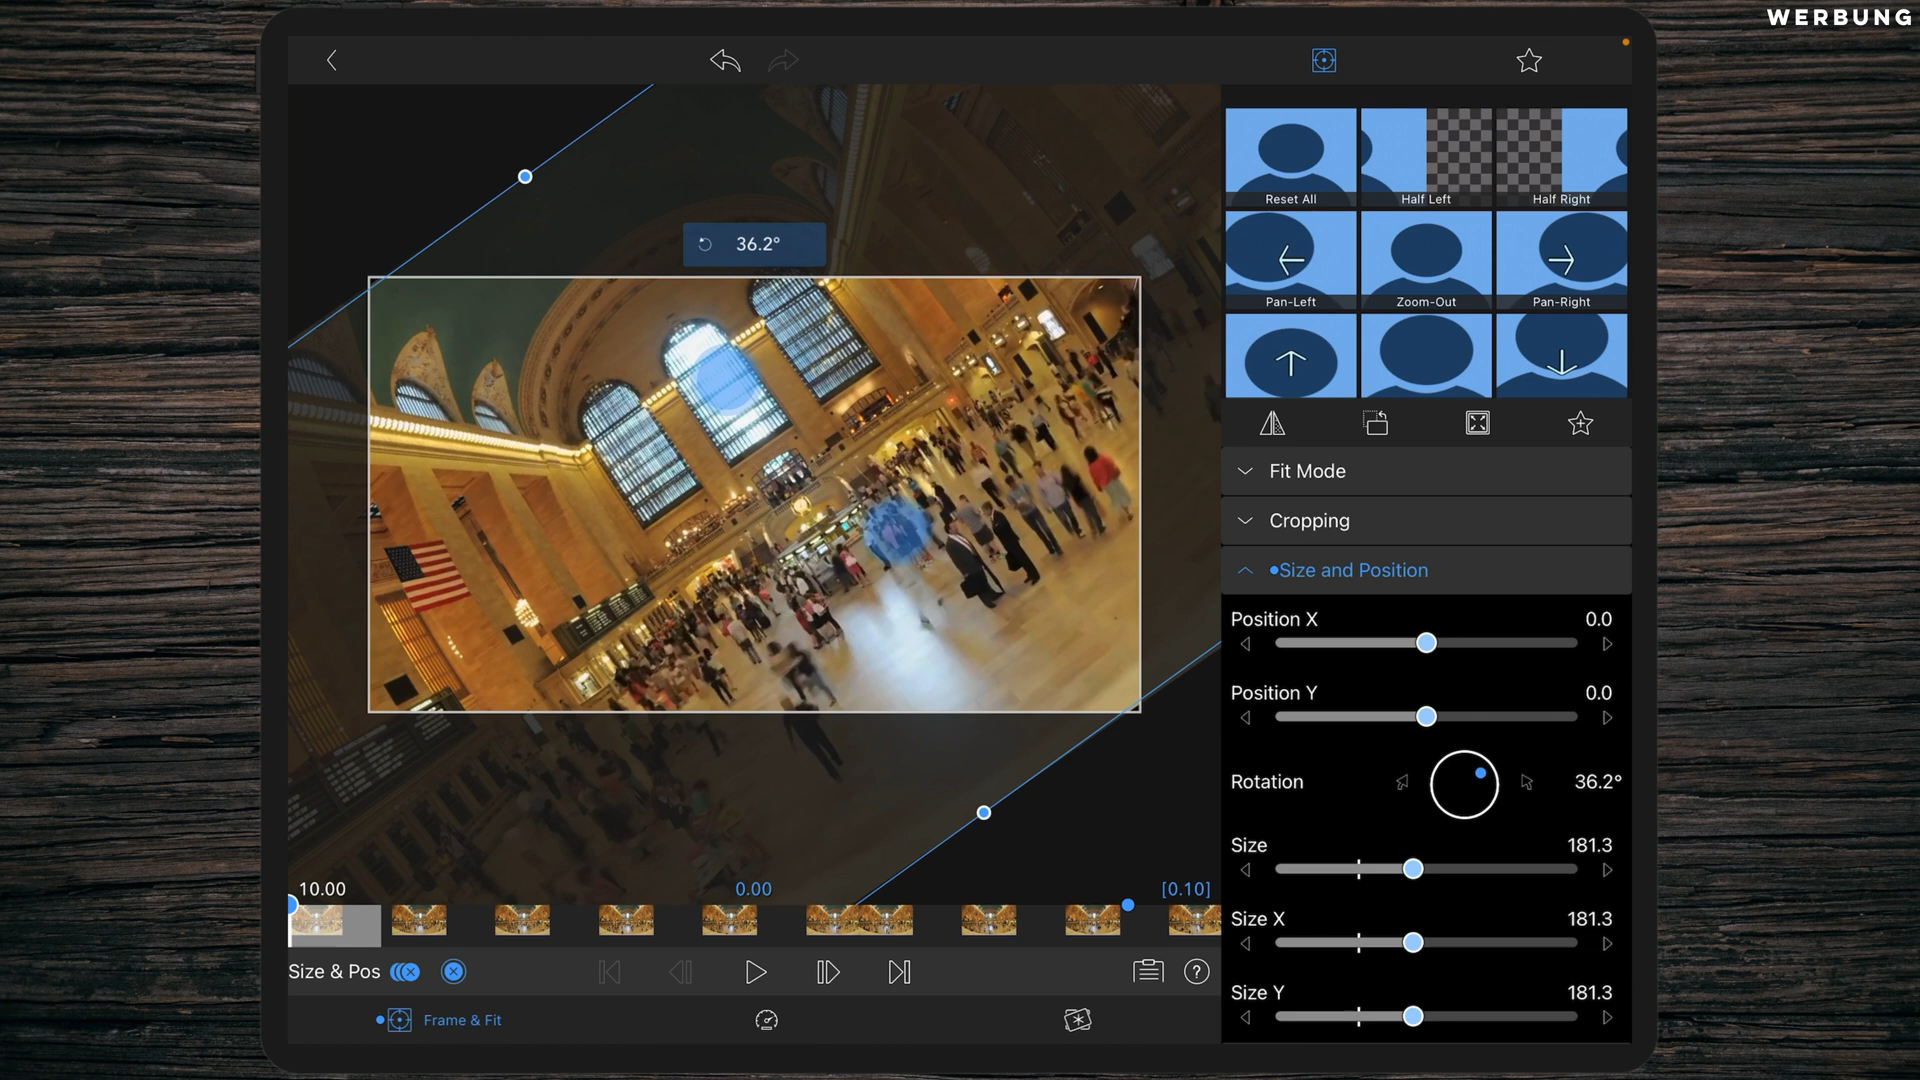 WERBUNG
36.2°
Reset All
Half Left
Half Right
Pan-Left
Zoom-Out
Pan-Right
Fit Mode
Cropping
Size and Position
Position X
0.0
Position Y
0.0
Rotation
36.2°
Size
181.3
Size X
181.3
Size Y
181.3
10.00
0.00
[0.10]
Size & Pos
?
Frame & Fit